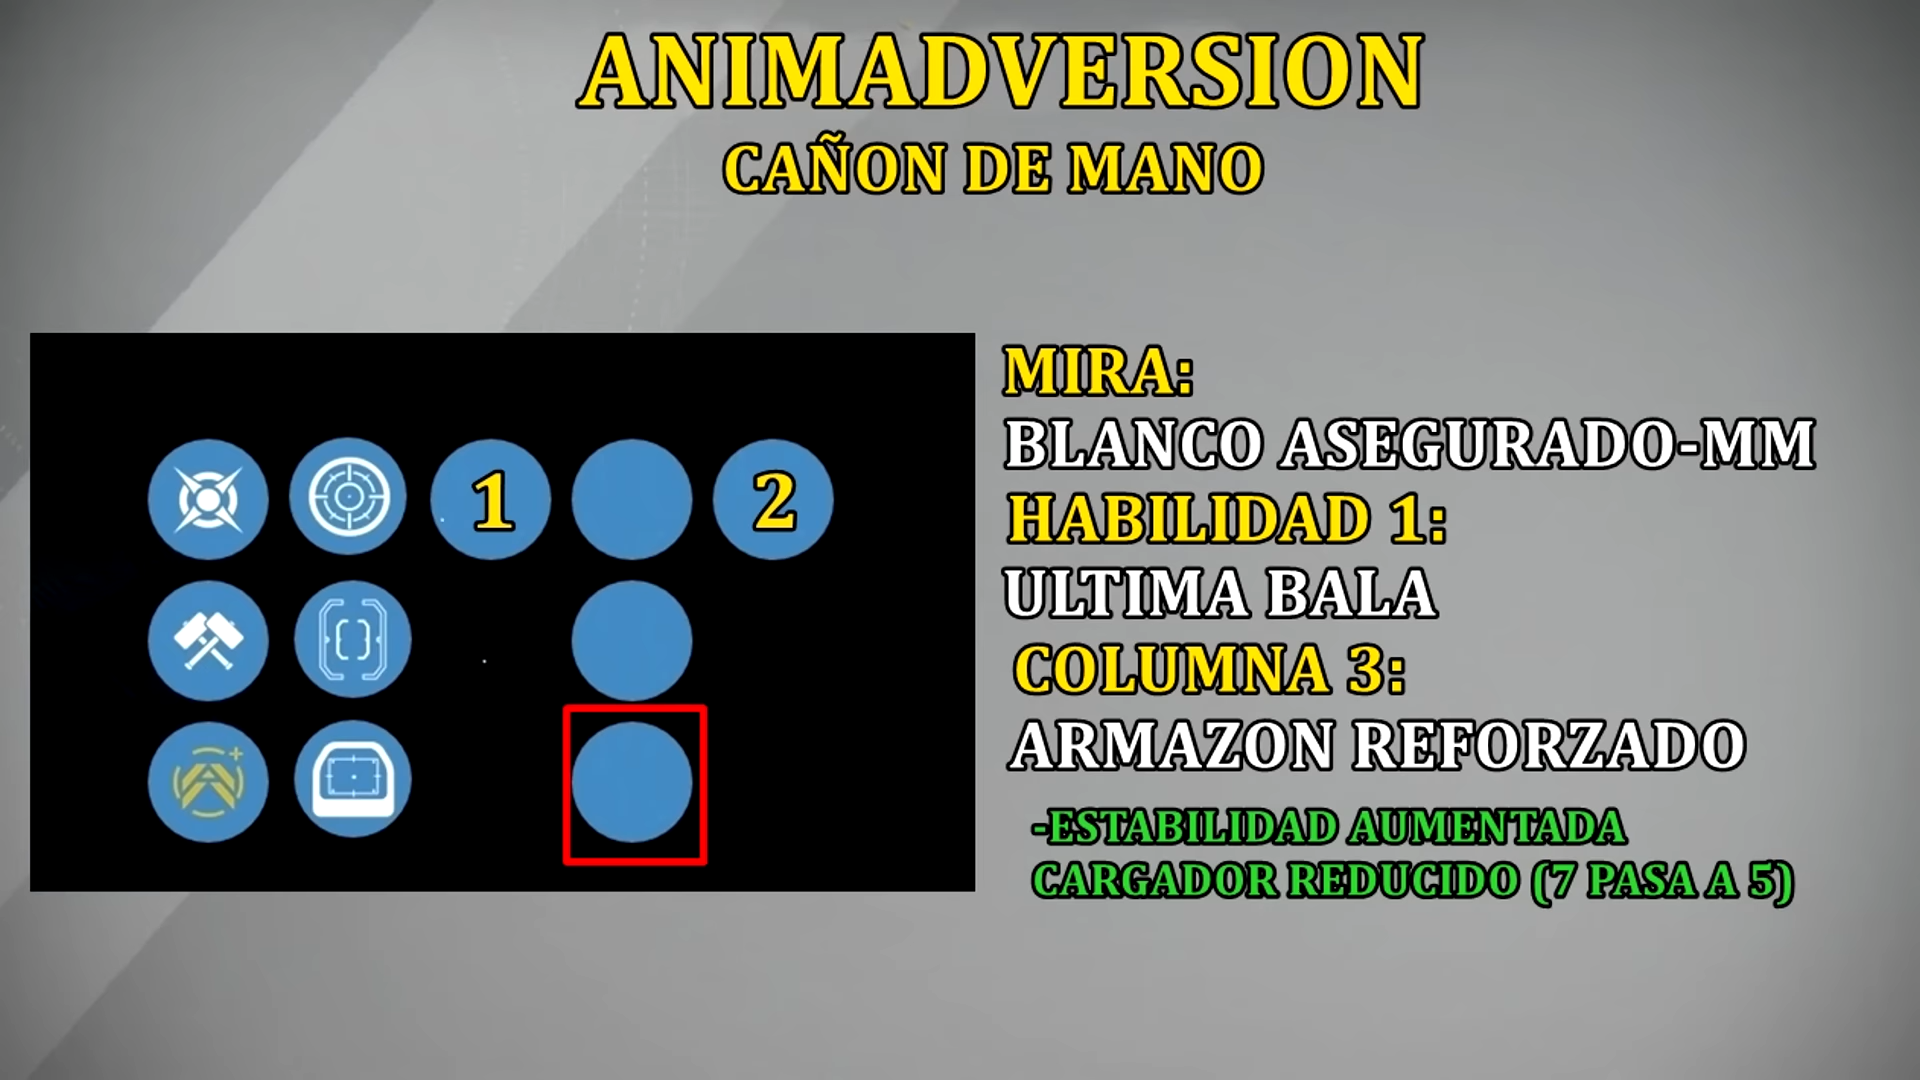 ANIMADVERSION
CAÑON DE MANO
1
2
MIRA:
BLANCO ASEGURADO-MM
HABILIDAD 1:
ULTIMA BALA
COLUMNA 3:
ARMAZON REFORZADO
-ESTABILIDAD AUMENTADA
CARGADOR REDUCIDO (7 PASA A 5)